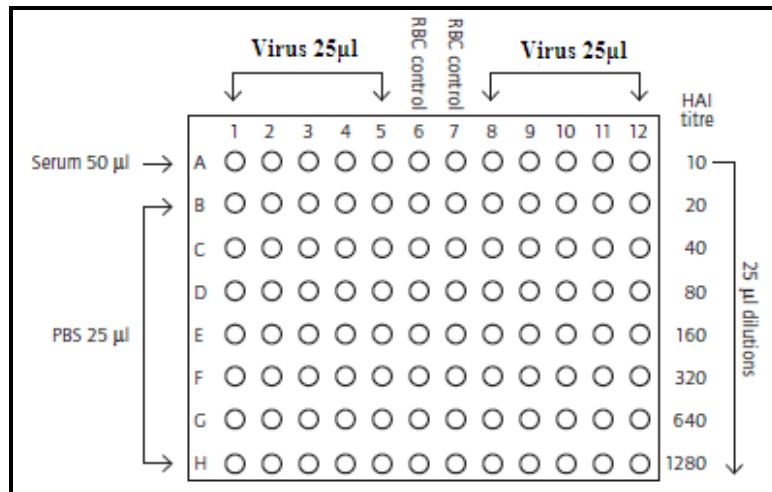 Virus 25µl
RBC control
RBC control
Virus 25µl
HAI
titre
1 2 3 4 5 6 7 8 9 10 11 12
Serum 50 µl A 10
B 20
C 40
D 80
PBS 25 µl E 160
F 320
G 640
H 1280
25 µl dilutions